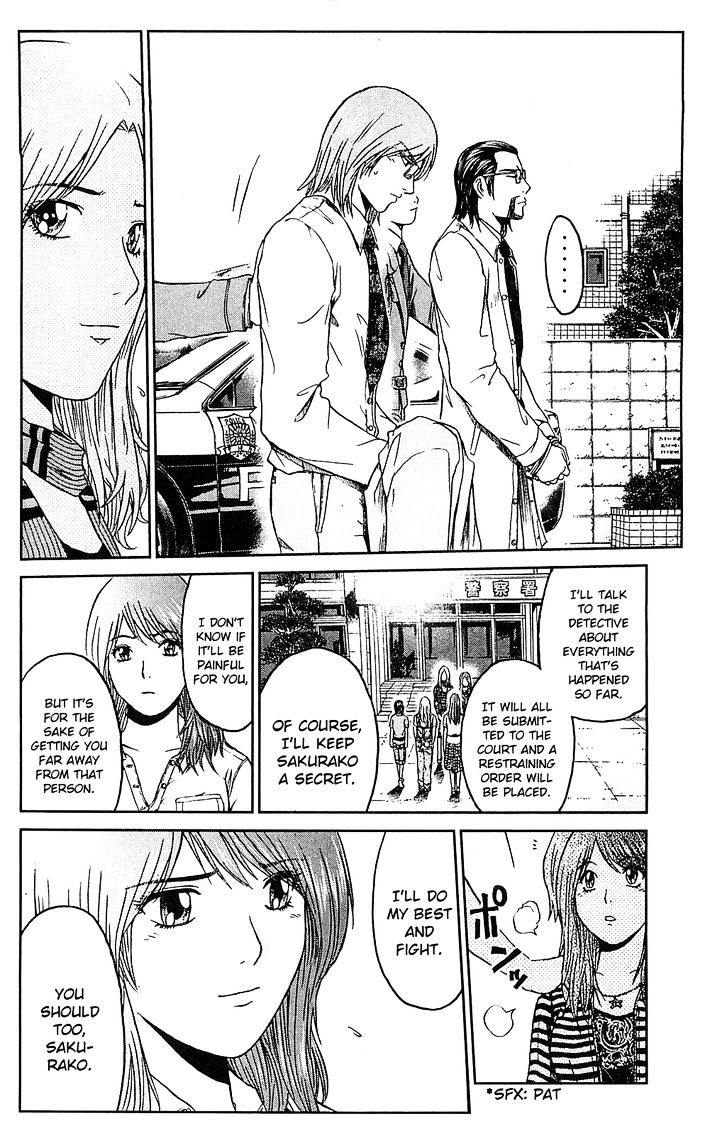 ......
I'LL TALK
TO THE
DETECTIVE
ABOUT
EVERYTHING
THAT'S
HAPPENED
SO FAR.
警察署
IT WILL ALL
BE SUBMIT-
TED TO THE
COURT AND A
RESTRAINING
ORDER WILL
BE PLACED.
OF COURSE,
I'LL KEEP
SAKURAKO
A SECRET.
I DON'T
KNOW IF
IT'LL BE
PAINFUL
FOR YOU,
BUT IT'S
FOR THE
SAKE OF
GETTING YOU
FAR AWAY
FROM THAT
PERSON.
ポンッ
*SFX: PAT
I'LL DO
MY BEST
AND
FIGHT.
YOU
SHOULD
TOO,
SAKU-
RAKO.